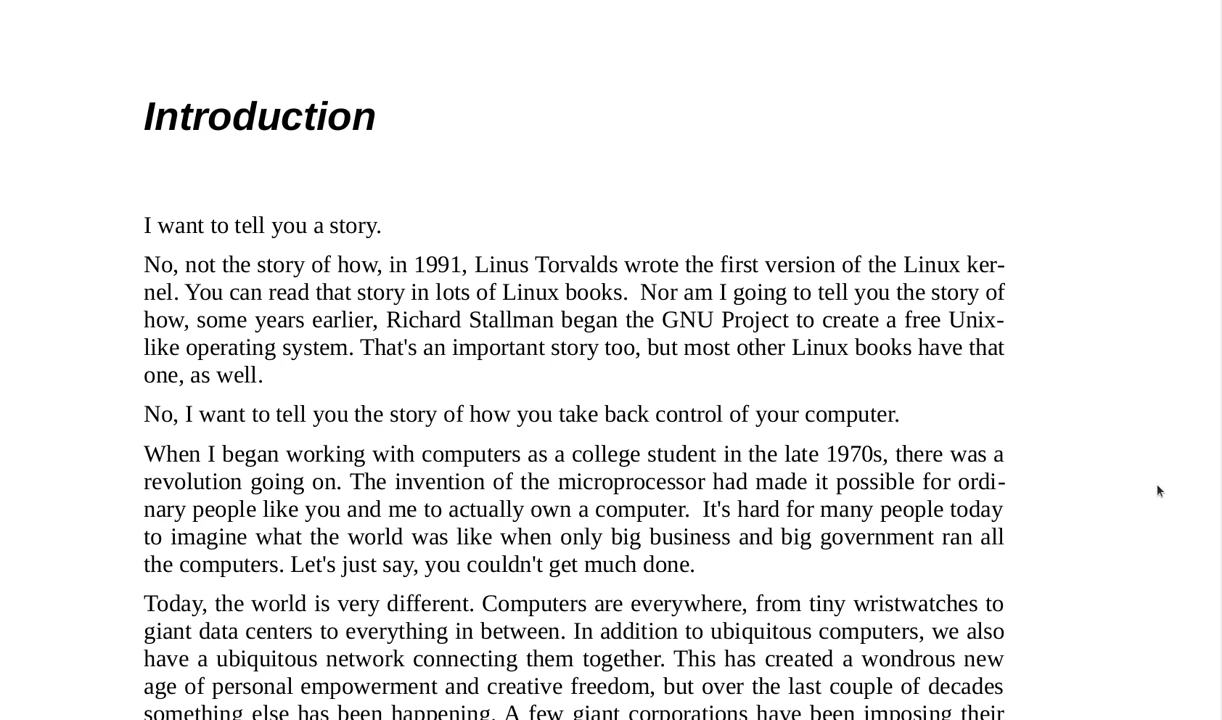 Introduction
I want to tell you a story.
No, not the story of how, in 1991, Linus Torvalds wrote the first version of the Linux ker-
nel. You can read that story in lots of Linux books.  Nor am I going to tell you the story of
how, some years earlier, Richard Stallman began the GNU Project to create a free Unix-
like operating system. That's an important story too, but most other Linux books have that
one, as well.
No, I want to tell you the story of how you take back control of your computer.
When I began working with computers as a college student in the late 1970s, there was a
revolution going on. The invention of the microprocessor had made it possible for ordi-
nary people like you and me to actually own a computer.  It's hard for many people today
to imagine what the world was like when only big business and big government ran all
the computers. Let's just say, you couldn't get much done.
Today, the world is very different. Computers are everywhere, from tiny wristwatches to
giant data centers to everything in between. In addition to ubiquitous computers, we also
have a ubiquitous network connecting them together. This has created a wondrous new
age of personal empowerment and creative freedom, but over the last couple of decades
something else has been happening. A few giant corporations have been imposing their